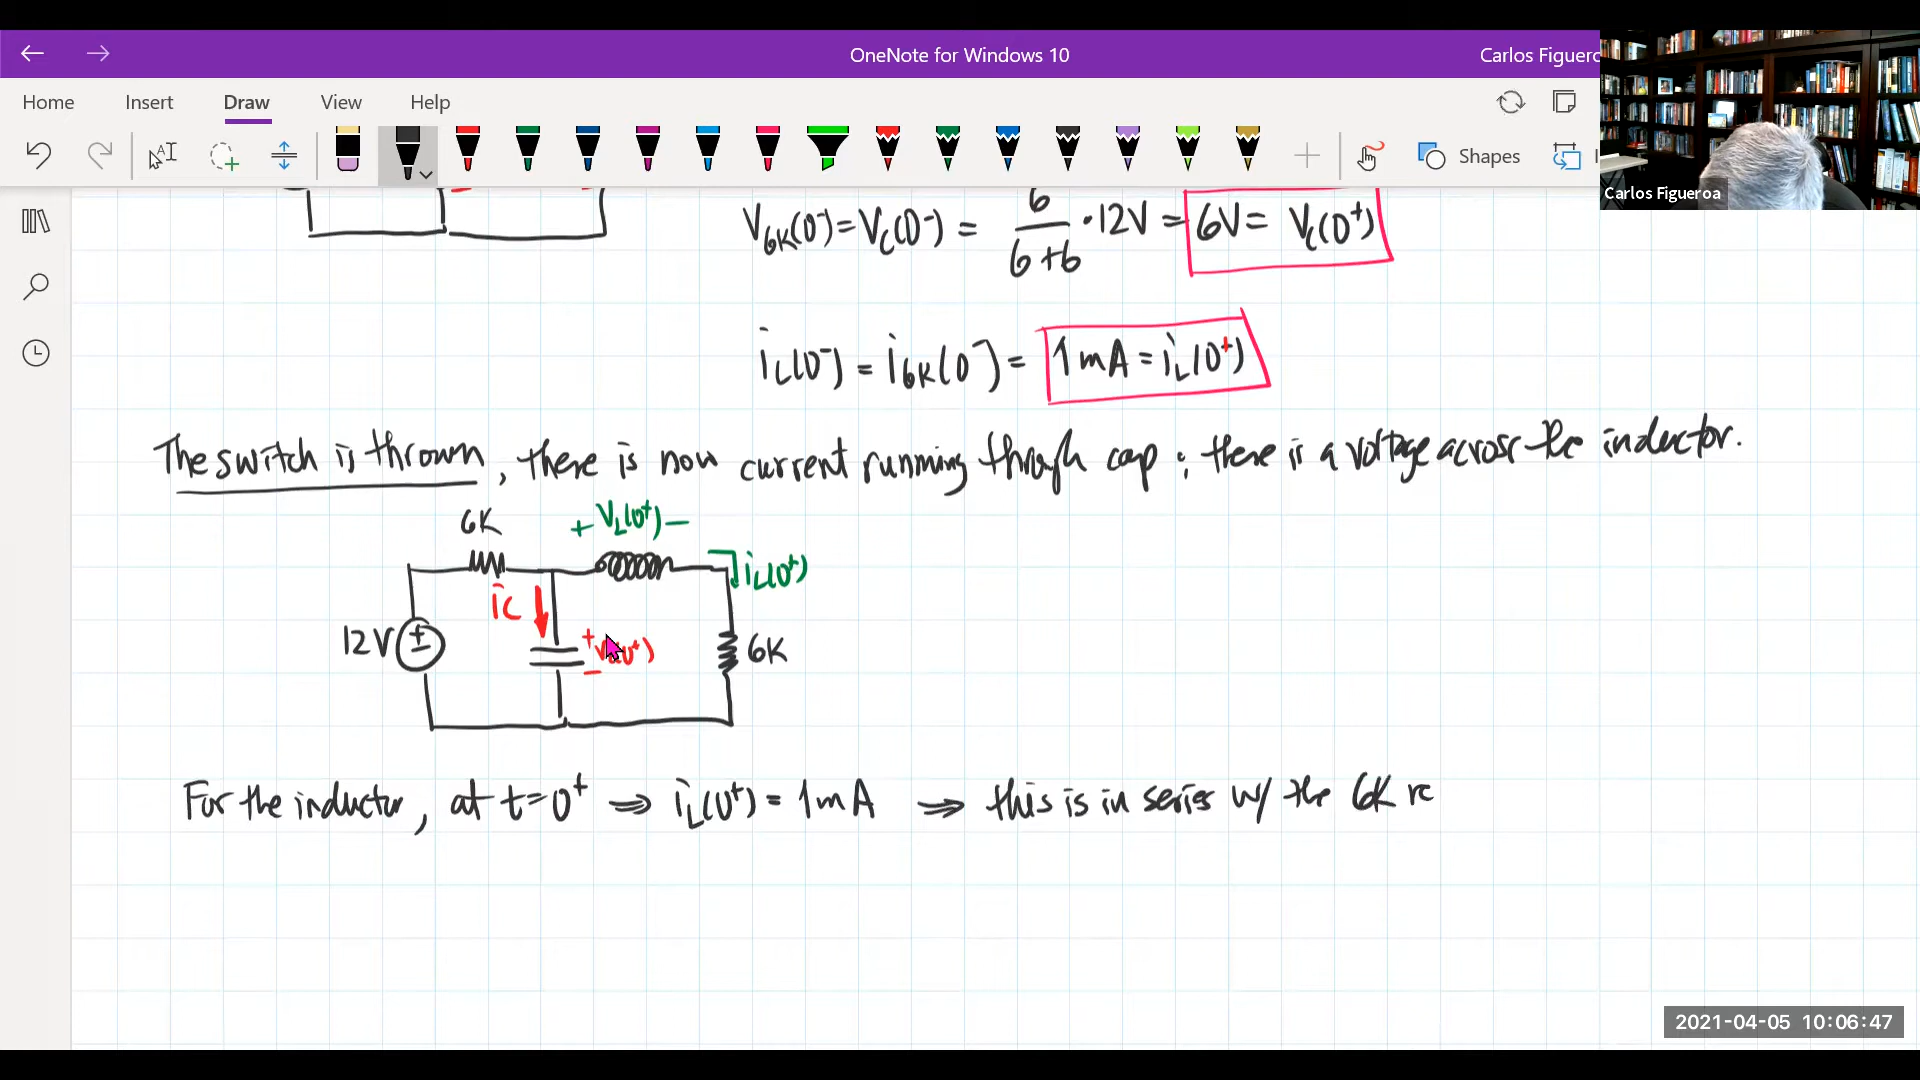 OneNote for Windows 10
Carlos Figuero
Home Insert Draw View Help
Shapes
Carlos Figueroa
V6K(0⁻)=Vc(0⁻) = 6/(6+6) • 12V = 6V = Vc(0⁺)
iL(0⁻) = i6K(0⁻) = 1mA = iL(0⁺)
The switch is thrown, there is now current running through cap ; there is a voltage across the inductor.
6K
+ VL(0⁺) −
iL(0⁺)
ic
12V
+
−
+
Vc(0⁺)
−
6K
For the inductor, at t=0⁺ ⇒ iL(0⁺) = 1mA ⇒ this is in series w/ the 6K re
2021-04-05 10:06:47